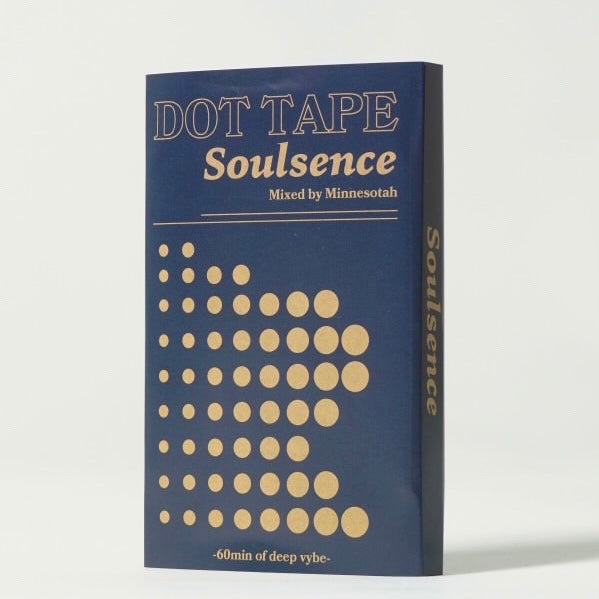 DOT TAPE
Soulsence
Mixed by Minnesotah
-60min of deep vybe-
Soulsence